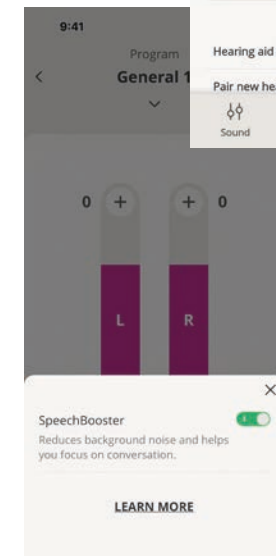 9:41
Program
General 1
Hearing aid
Pair new hea
Sound
0 + + 0
L R
SpeechBooster
Reduces background noise and helps
you focus on conversation.
LEARN MORE